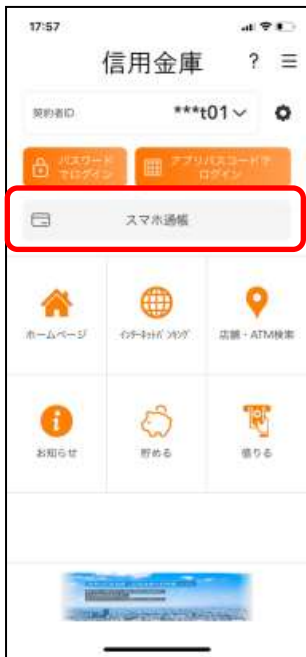 17:57
信用金庫 ?
契約者ID ***t01
パスワード
でログイン
アプリパスコードで
ログイン
スマホ通帳
ホームページ
インターネットバンキング
店舗・ATM検索
お知らせ
貯める
借りる